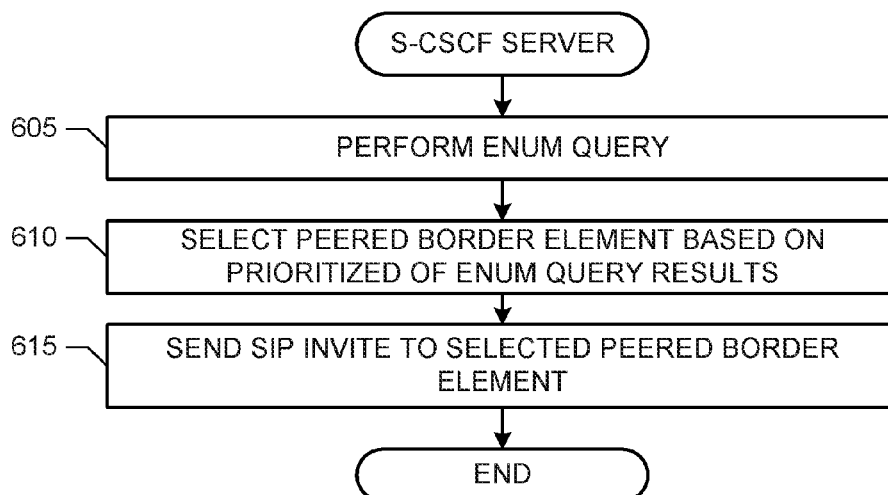 S-CSCF SERVER
605
PERFORM ENUM QUERY
610
SELECT PEERED BORDER ELEMENT BASED ON
PRIORITIZED OF ENUM QUERY RESULTS
615
SEND SIP INVITE TO SELECTED PEERED BORDER
ELEMENT
END